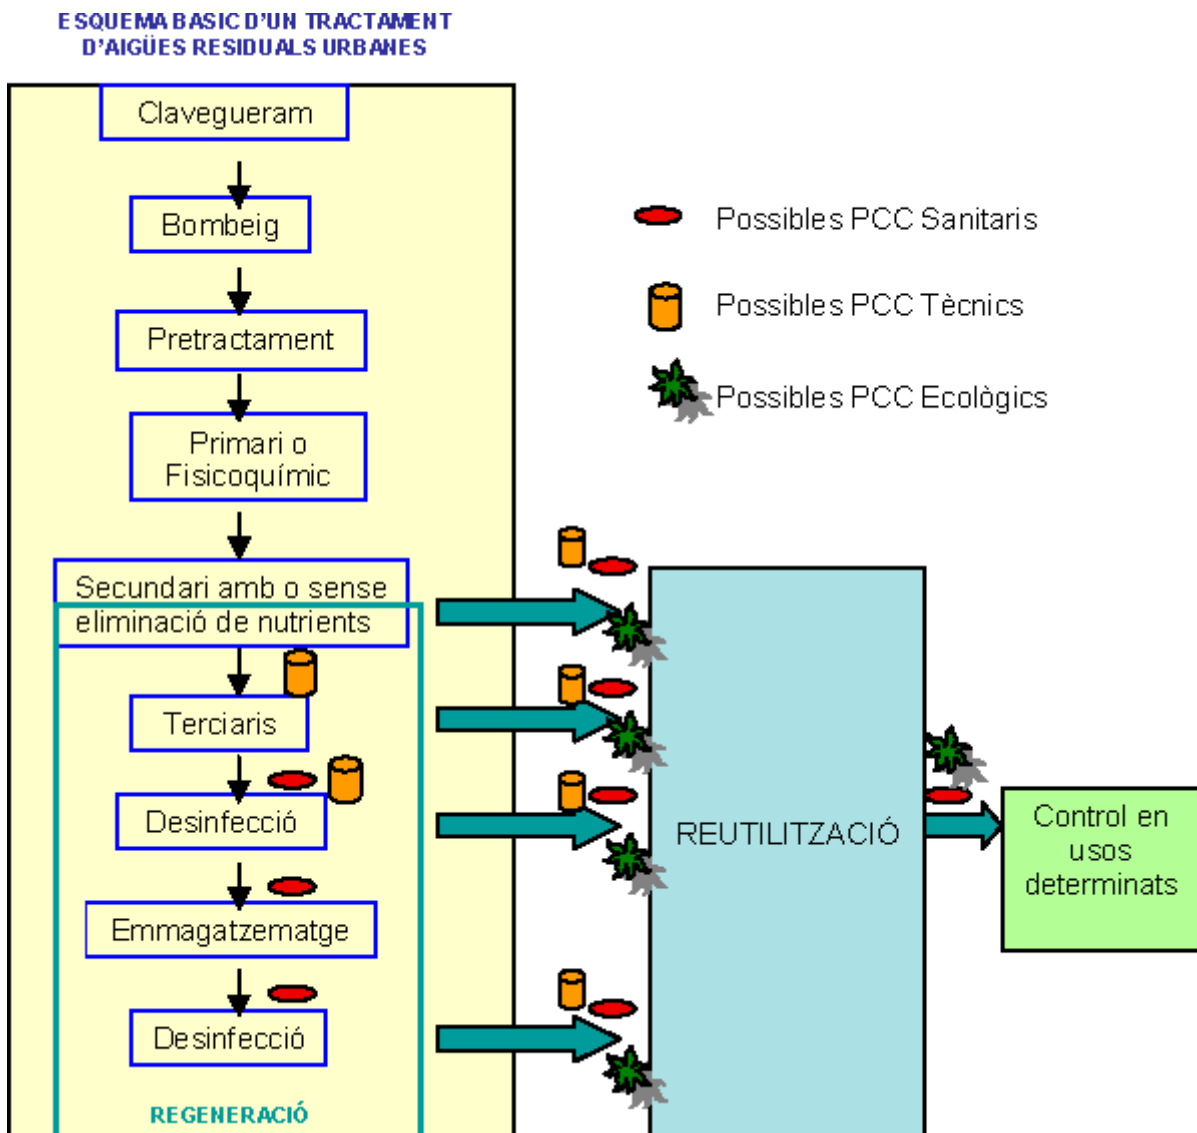 ESQUEMA BASIC D'UN TRACTAMENT
D'AIGÜES RESIDUALS URBANES
Clavegueram
Bombeig
Pretractament
Primari o
Fisicoquímic
Secundari amb o sense
eliminació de nutrients
Terciaris
Desinfecció
Emmagatzematge
Desinfecció
REGENERACIÓ
Possibles PCC Sanitaris
Possibles PCC Tècnics
Possibles PCC Ecològics
REUTILITZACIÓ
Control en
usos
determinats